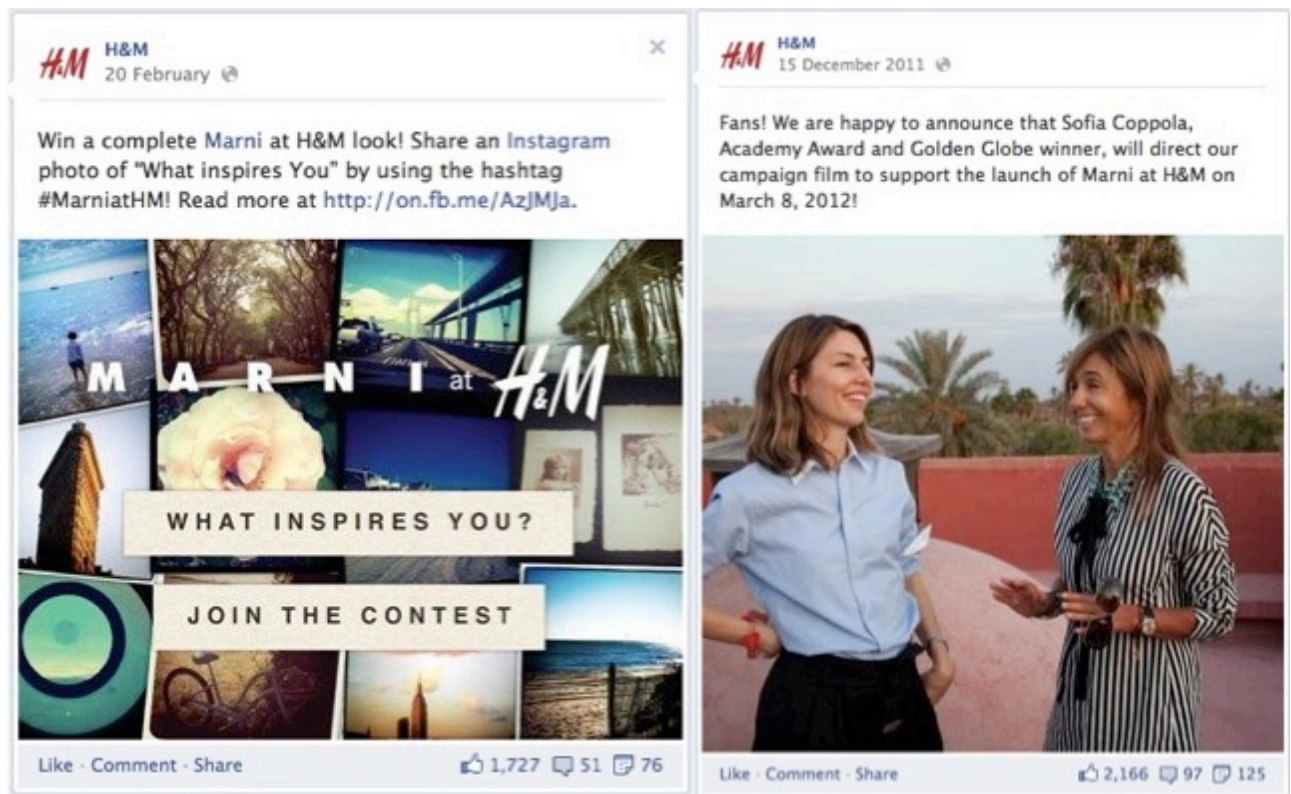 H&M
H&M
20 February
Win a complete Marni at H&M look! Share an Instagram
photo of "What inspires You" by using the hashtag
#MarniatHM! Read more at http://on.fb.me/AzJMJa.
MARNI at H&M
WHAT INSPIRES YOU?
JOIN THE CONTEST
Like · Comment · Share
1,727 51 76
H&M
H&M
15 December 2011
Fans! We are happy to announce that Sofia Coppola,
Academy Award and Golden Globe winner, will direct our
campaign film to support the launch of Marni at H&M on
March 8, 2012!
Like · Comment · Share
2,166 97 125